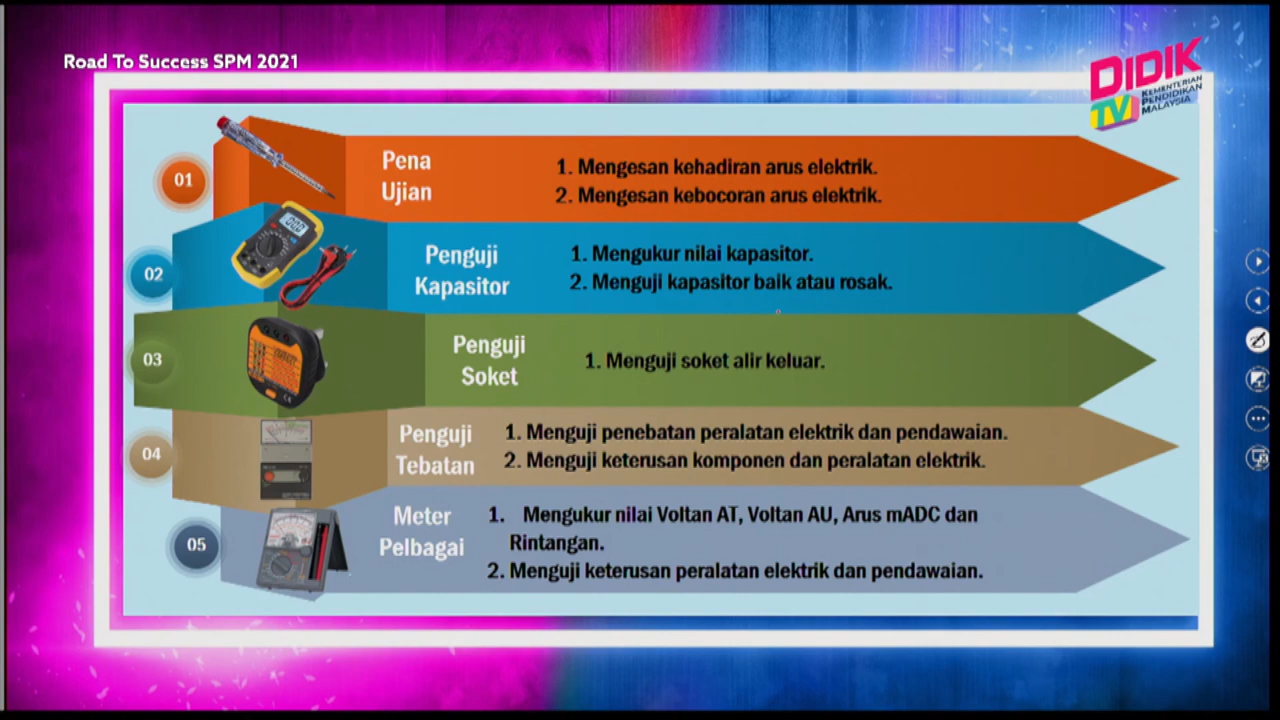 Road To Success SPM 2021
DIDIK
TV
KEMENTERIAN
PENDIDIKAN
MALAYSIA
01
Pena
Ujian
1. Mengesan kehadiran arus elektrik.
2. Mengesan kebocoran arus elektrik.
02
Penguji
Kapasitor
1. Mengukur nilai kapasitor.
2. Menguji kapasitor baik atau rosak.
03
Penguji
Soket
1. Menguji soket alir keluar.
04
Penguji
Tebatan
1. Menguji penebatan peralatan elektrik dan pendawaian.
2. Menguji keterusan komponen dan peralatan elektrik.
05
Meter
Pelbagai
1. Mengukur nilai Voltan AT, Voltan AU, Arus mADC dan
Rintangan.
2. Menguji keterusan peralatan elektrik dan pendawaian.